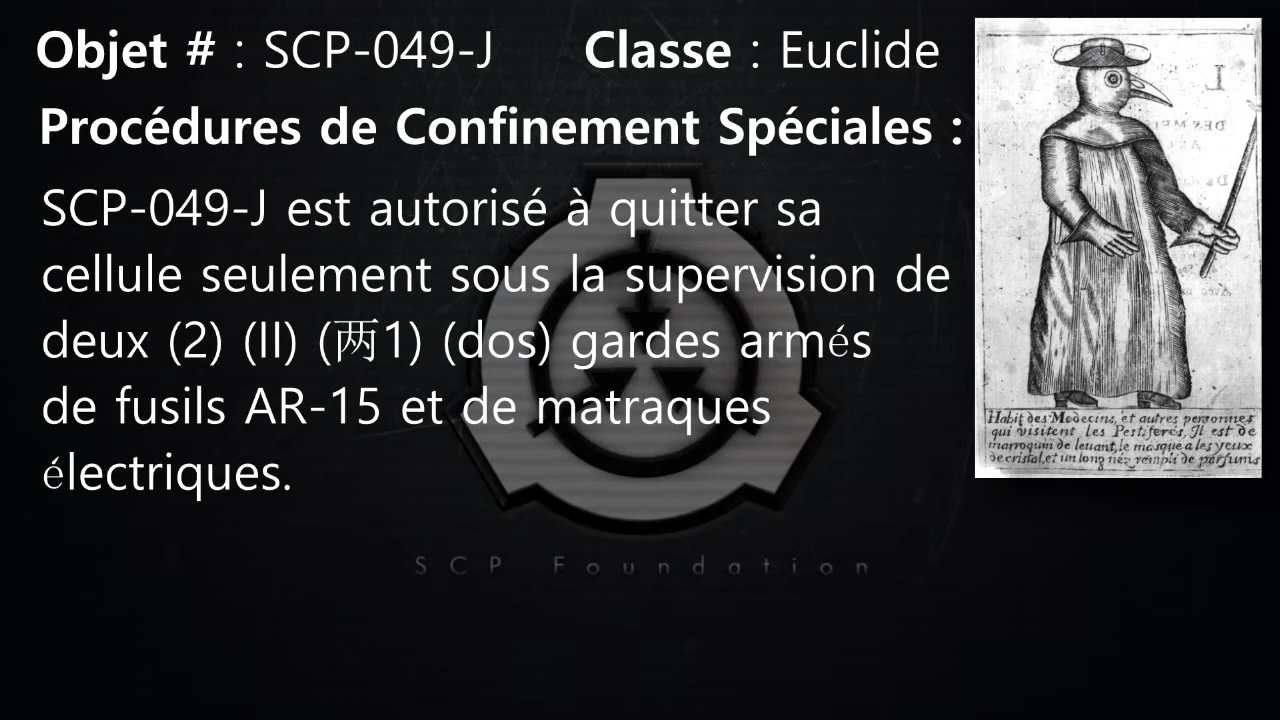 Objet # : SCP-049-J Classe : Euclide
Procédures de Confinement Spéciales :
SCP-049-J est autorisé à quitter sa
cellule seulement sous la supervision de
deux (2) (II) (两1) (dos) gardes armés
de fusils AR-15 et de matraques
électriques.
Habit des Medecins, et autres personnes
qui visitent les Pestiferés, Il est de
marroquin de leuant, le masque a les yeux
de cristal, et un long néz rempli de parfums
SCP Foundation